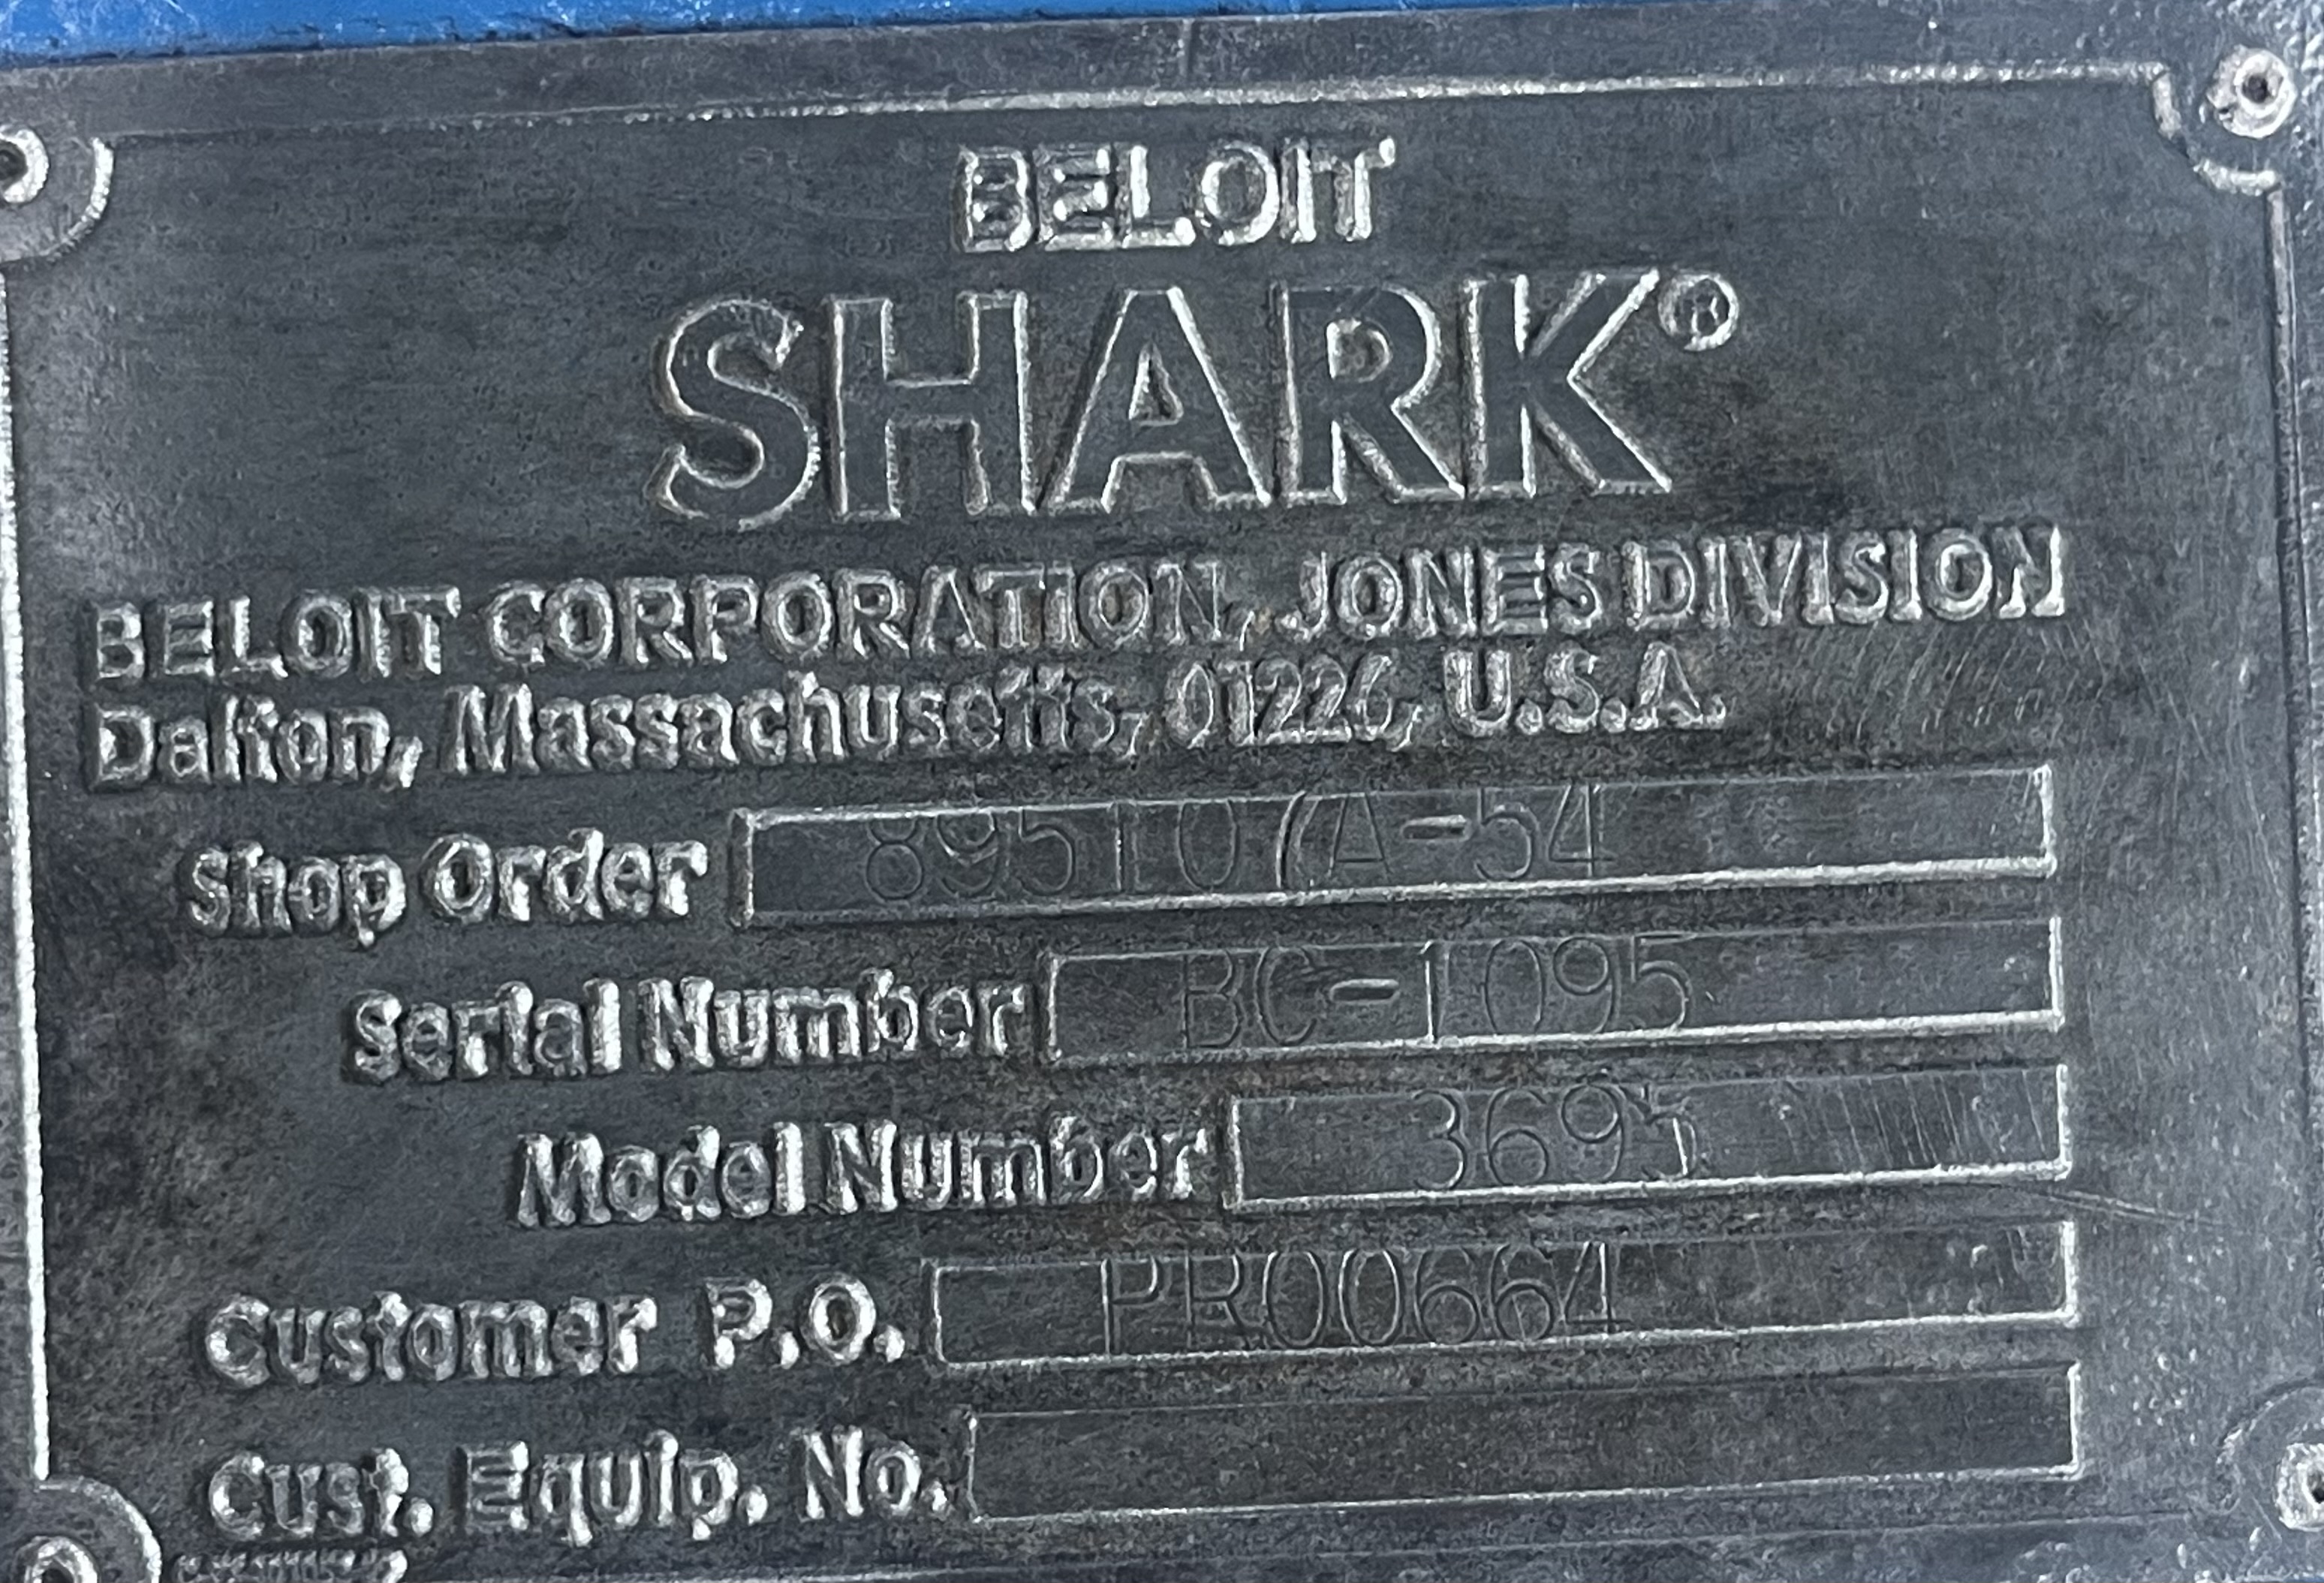 BELOIT
SHARK®
BELOIT CORPORATION, JONES DIVISION
Dalton, Massachusetts, 01226, U.S.A.
Shop Order 895107A-54
Serial Number BC-1095
Model Number 3695
Customer P.O. PR00664
Cust. Equip. No.